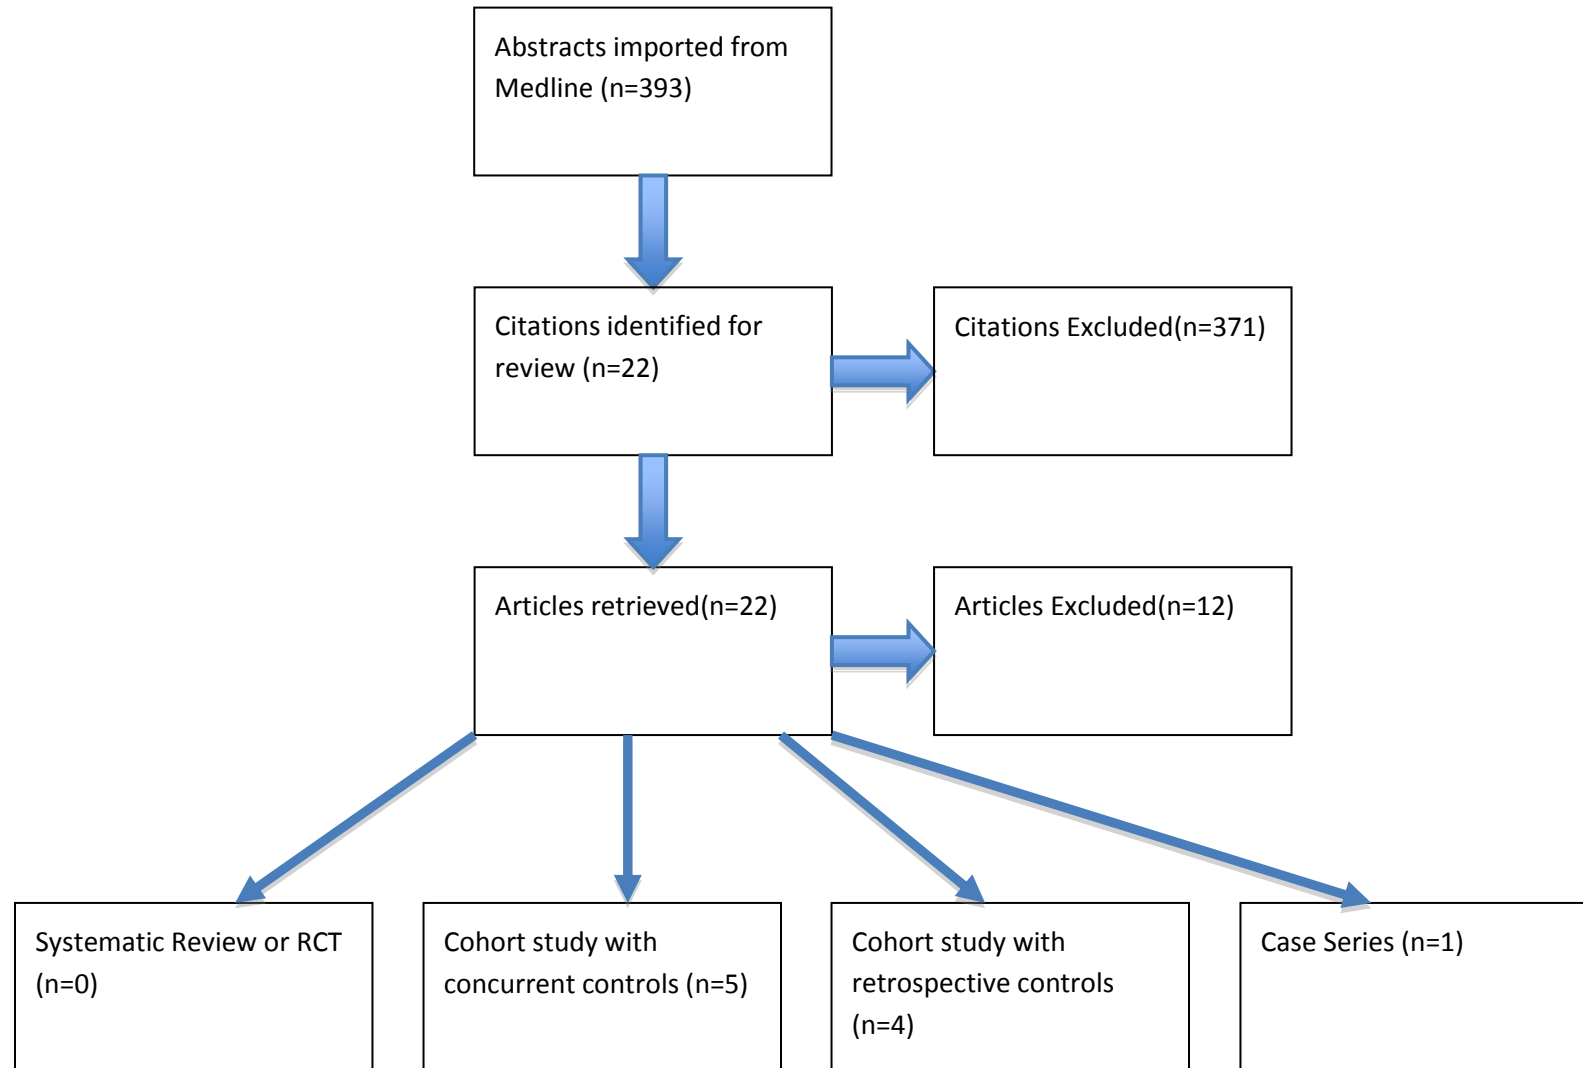 Abstracts imported from
Medline (n=393)
Citations identified for
review (n=22)
Citations Excluded(n=371)
Articles retrieved(n=22)
Articles Excluded(n=12)
Systematic Review or RCT
(n=0)
Cohort study with
concurrent controls (n=5)
Cohort study with
retrospective controls
(n=4)
Case Series (n=1)